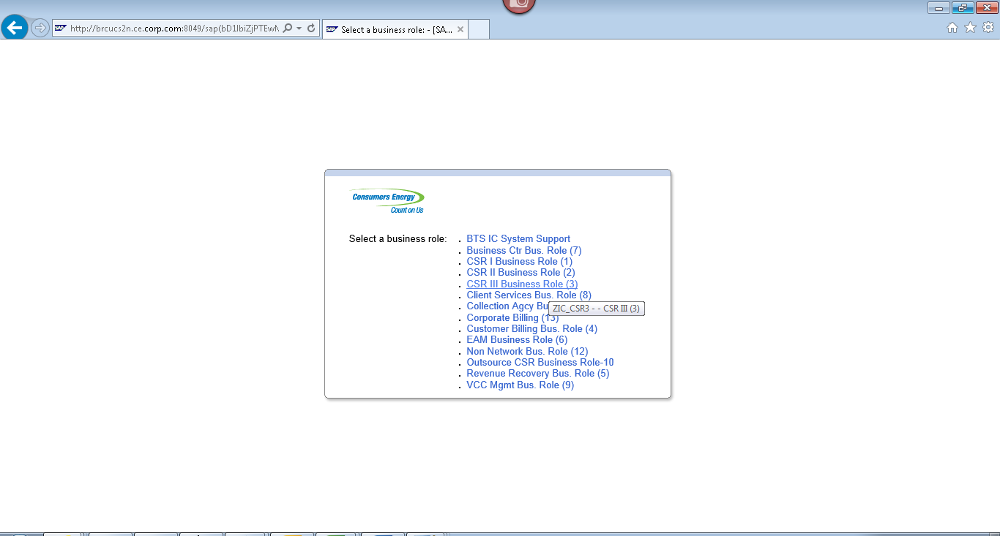 http://brcucs2n.ce.corp.com:8049/sap(bD1lbiZjPTEwN
SAP Select a business role: - [SA...
Consumers Energy
Count on Us
Select a business role:
BTS IC System Support
Business Ctr Bus. Role (7)
CSR I Business Role (1)
CSR II Business Role (2)
CSR III Business Role (3)
Client Services Bus. Role (8)
Collection Agcy Bu
ZIC_CSR3 - - CSR III (3)
Corporate Billing (13)
Customer Billing Bus. Role (4)
EAM Business Role (6)
Non Network Bus. Role (12)
Outsource CSR Business Role-10
Revenue Recovery Bus. Role (5)
VCC Mgmt Bus. Role (9)